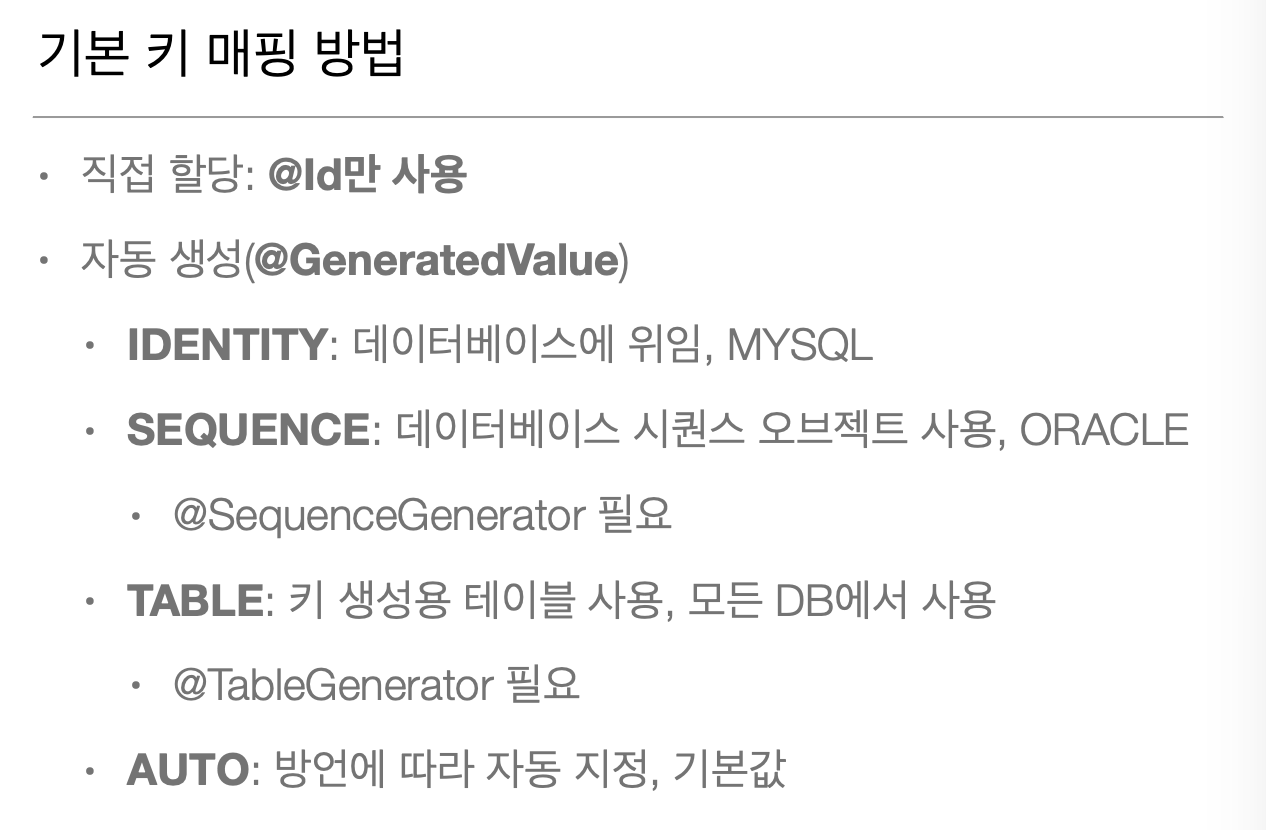 기본 키 매핑 방법
• 직접 할당: @Id만 사용
• 자동 생성(@GeneratedValue)
• IDENTITY: 데이터베이스에 위임, MYSQL
• SEQUENCE: 데이터베이스 시퀀스 오브젝트 사용, ORACLE
• @SequenceGenerator 필요
• TABLE: 키 생성용 테이블 사용, 모든 DB에서 사용
• @TableGenerator 필요
• AUTO: 방언에 따라 자동 지정, 기본값